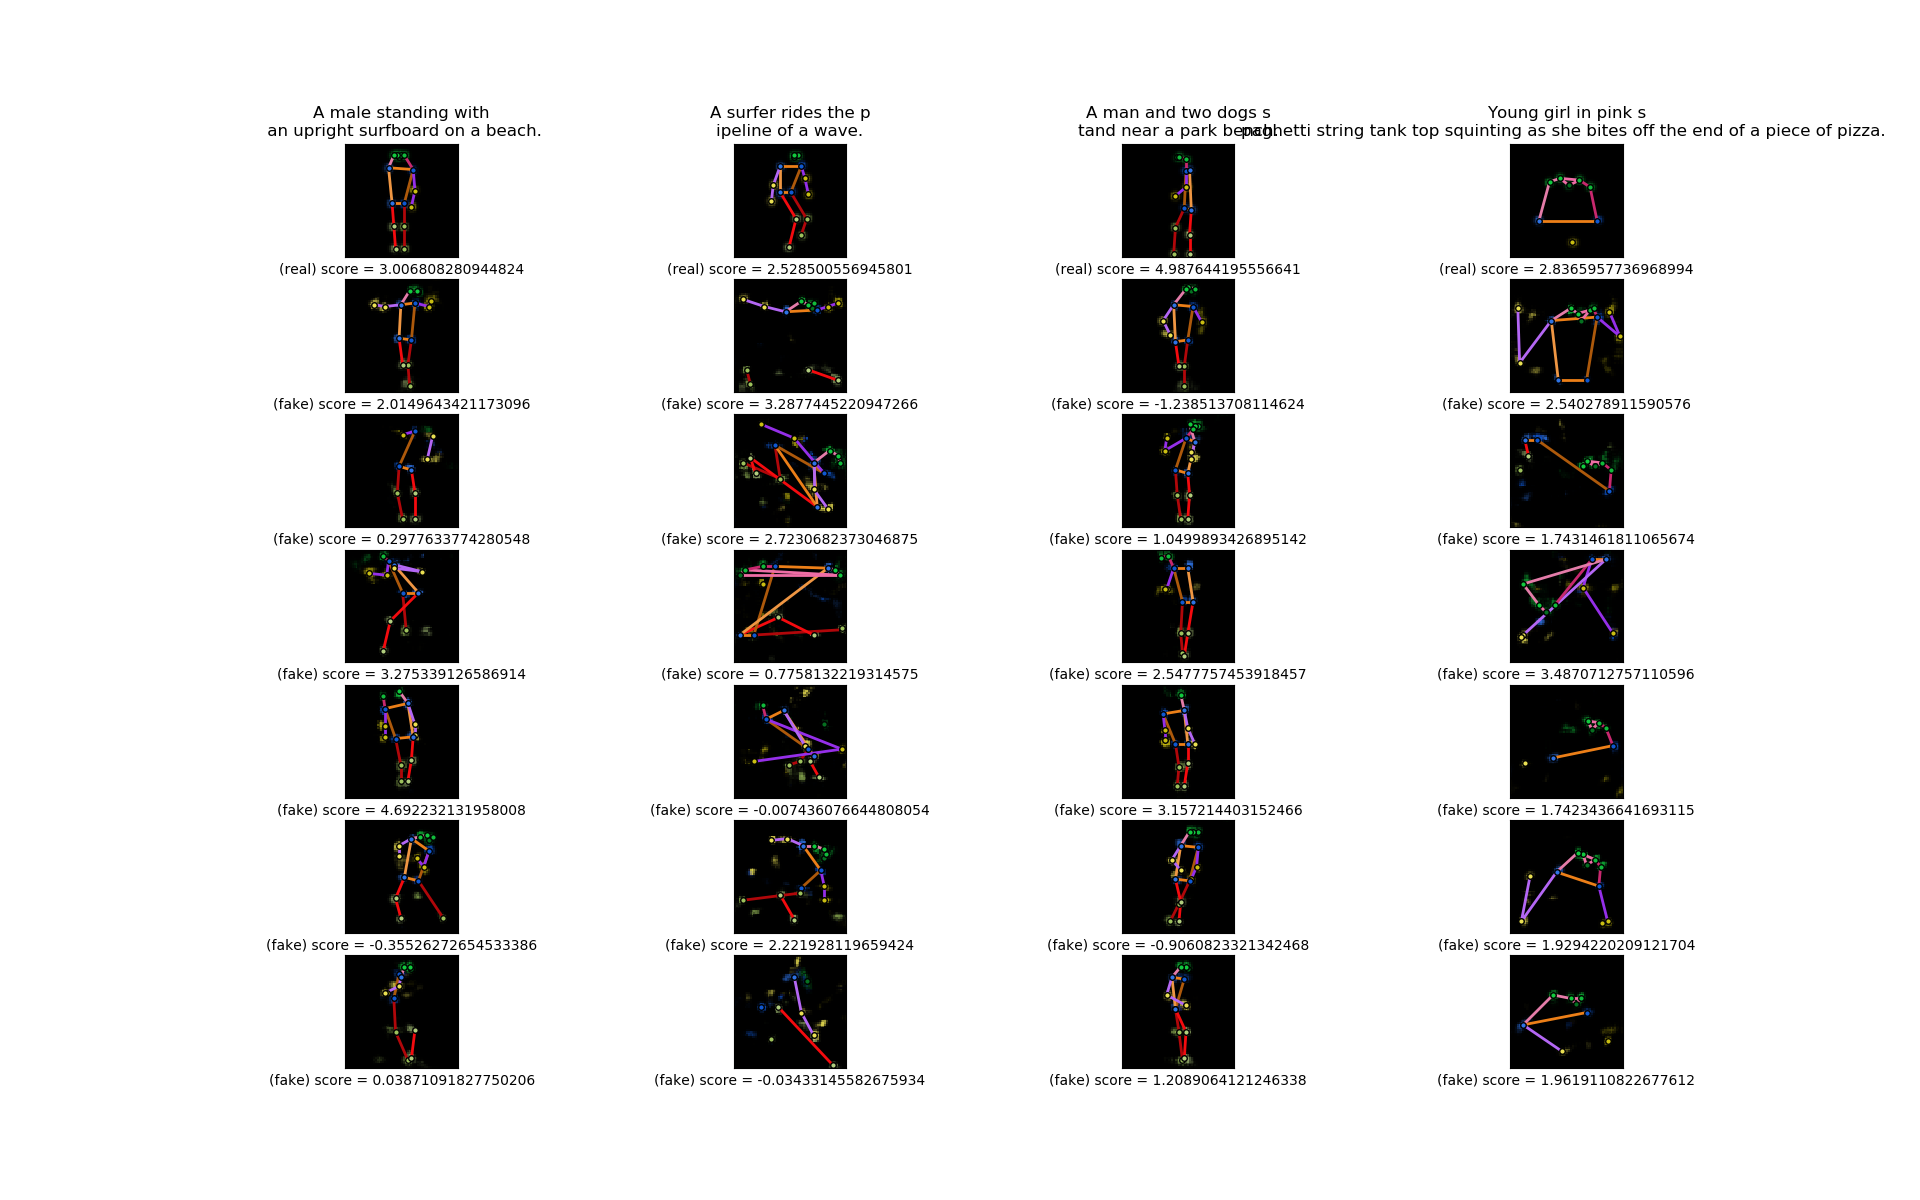 A male standing with
an upright surfboard on a beach.
A surfer rides the p
ipeline of a wave.
A man and two dogs s
tand near a park bench.
Young girl in pink s
paghetti string tank top squinting as she bites off the end of a piece of pizza.
(real) score = 3.006808280944824
(real) score = 2.528500556945801
(real) score = 4.987644195556641
(real) score = 2.8365957736968994
(fake) score = 2.0149643421173096
(fake) score = 3.2877445220947266
(fake) score = -1.238513708114624
(fake) score = 2.540278911590576
(fake) score = 0.2977633774280548
(fake) score = 2.7230682373046875
(fake) score = 1.0499893426895142
(fake) score = 1.7431461811065674
(fake) score = 3.275339126586914
(fake) score = 0.7758132219314575
(fake) score = 2.5477757453918457
(fake) score = 3.4870712757110596
(fake) score = 4.692232131958008
(fake) score = -0.007436076644808054
(fake) score = 3.157214403152466
(fake) score = 1.7423436641693115
(fake) score = -0.35526272654533386
(fake) score = 2.221928119659424
(fake) score = -0.9060823321342468
(fake) score = 1.9294220209121704
(fake) score = 0.03871091827750206
(fake) score = -0.03433145582675934
(fake) score = 1.2089064121246338
(fake) score = 1.9619110822677612